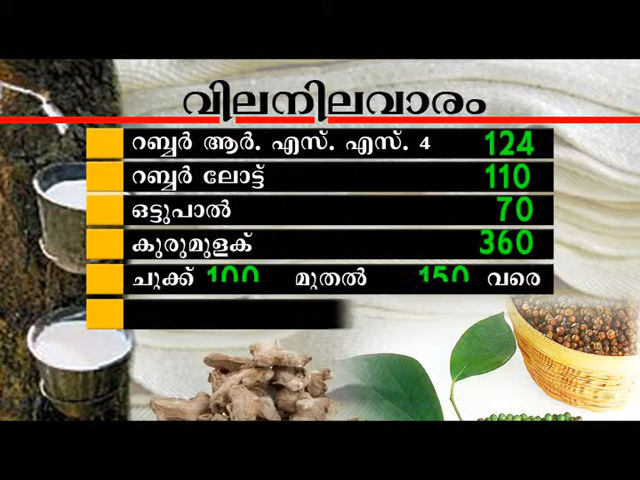 വിലനിലവാരം
റബ്ബർ ആർ. എസ്. എസ്. 4 124
റബ്ബർ ലോട്ട് 110
ഒട്ടുപാൽ 70
കുരുമുളക് 360
ചുക്ക് 100 മുതൽ 150 വരെ